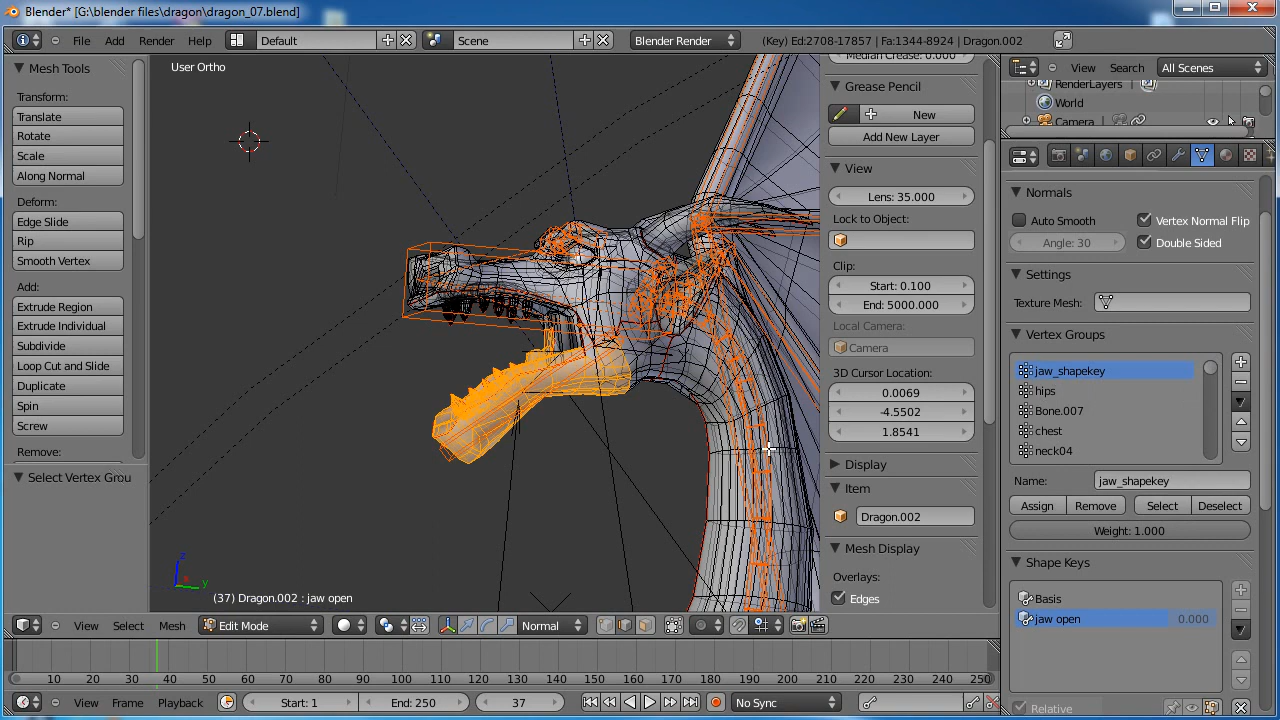 Blender* [G:\blender files\dragon\dragon_07.blend]
File Add Render Help Default Scene Blender Render (Key) Ed:2708-17857 | Fa:1344-8924 | Dragon.002
View Search All Scenes
RenderLayers
World
Camera
Mesh Tools
Transform:
Translate
Rotate
Scale
Along Normal
Deform:
Edge Slide
Rip
Smooth Vertex
Add:
Extrude Region
Extrude Individual
Subdivide
Loop Cut and Slide
Duplicate
Spin
Screw
Remove:
Select Vertex Grou
User Ortho
z
y
(37) Dragon.002 : jaw open
Median Crease: 0.000
Grease Pencil
New
Add New Layer
View
Lens: 35.000
Lock to Object:
Clip:
Start: 0.100
End: 5000.000
Local Camera:
Camera
3D Cursor Location:
0.0069
-4.5502
1.8541
Display
Item
Dragon.002
Mesh Display
Overlays:
Edges
Normals
Auto Smooth Vertex Normal Flip
Angle: 30 Double Sided
Settings
Texture Mesh:
Vertex Groups
jaw_shapekey
hips
Bone.007
chest
neck04
Name: jaw_shapekey
Assign Remove Select Deselect
Weight: 1.000
Shape Keys
Basis
jaw open 0.000
Relative
View Select Mesh Edit Mode Normal
10 20 30 40 50 60 70 80 90 100 110 120 130 140 150 160 170 180 190 200 210 220 230 240 250
View Frame Playback Start: 1 End: 250 37 No Sync